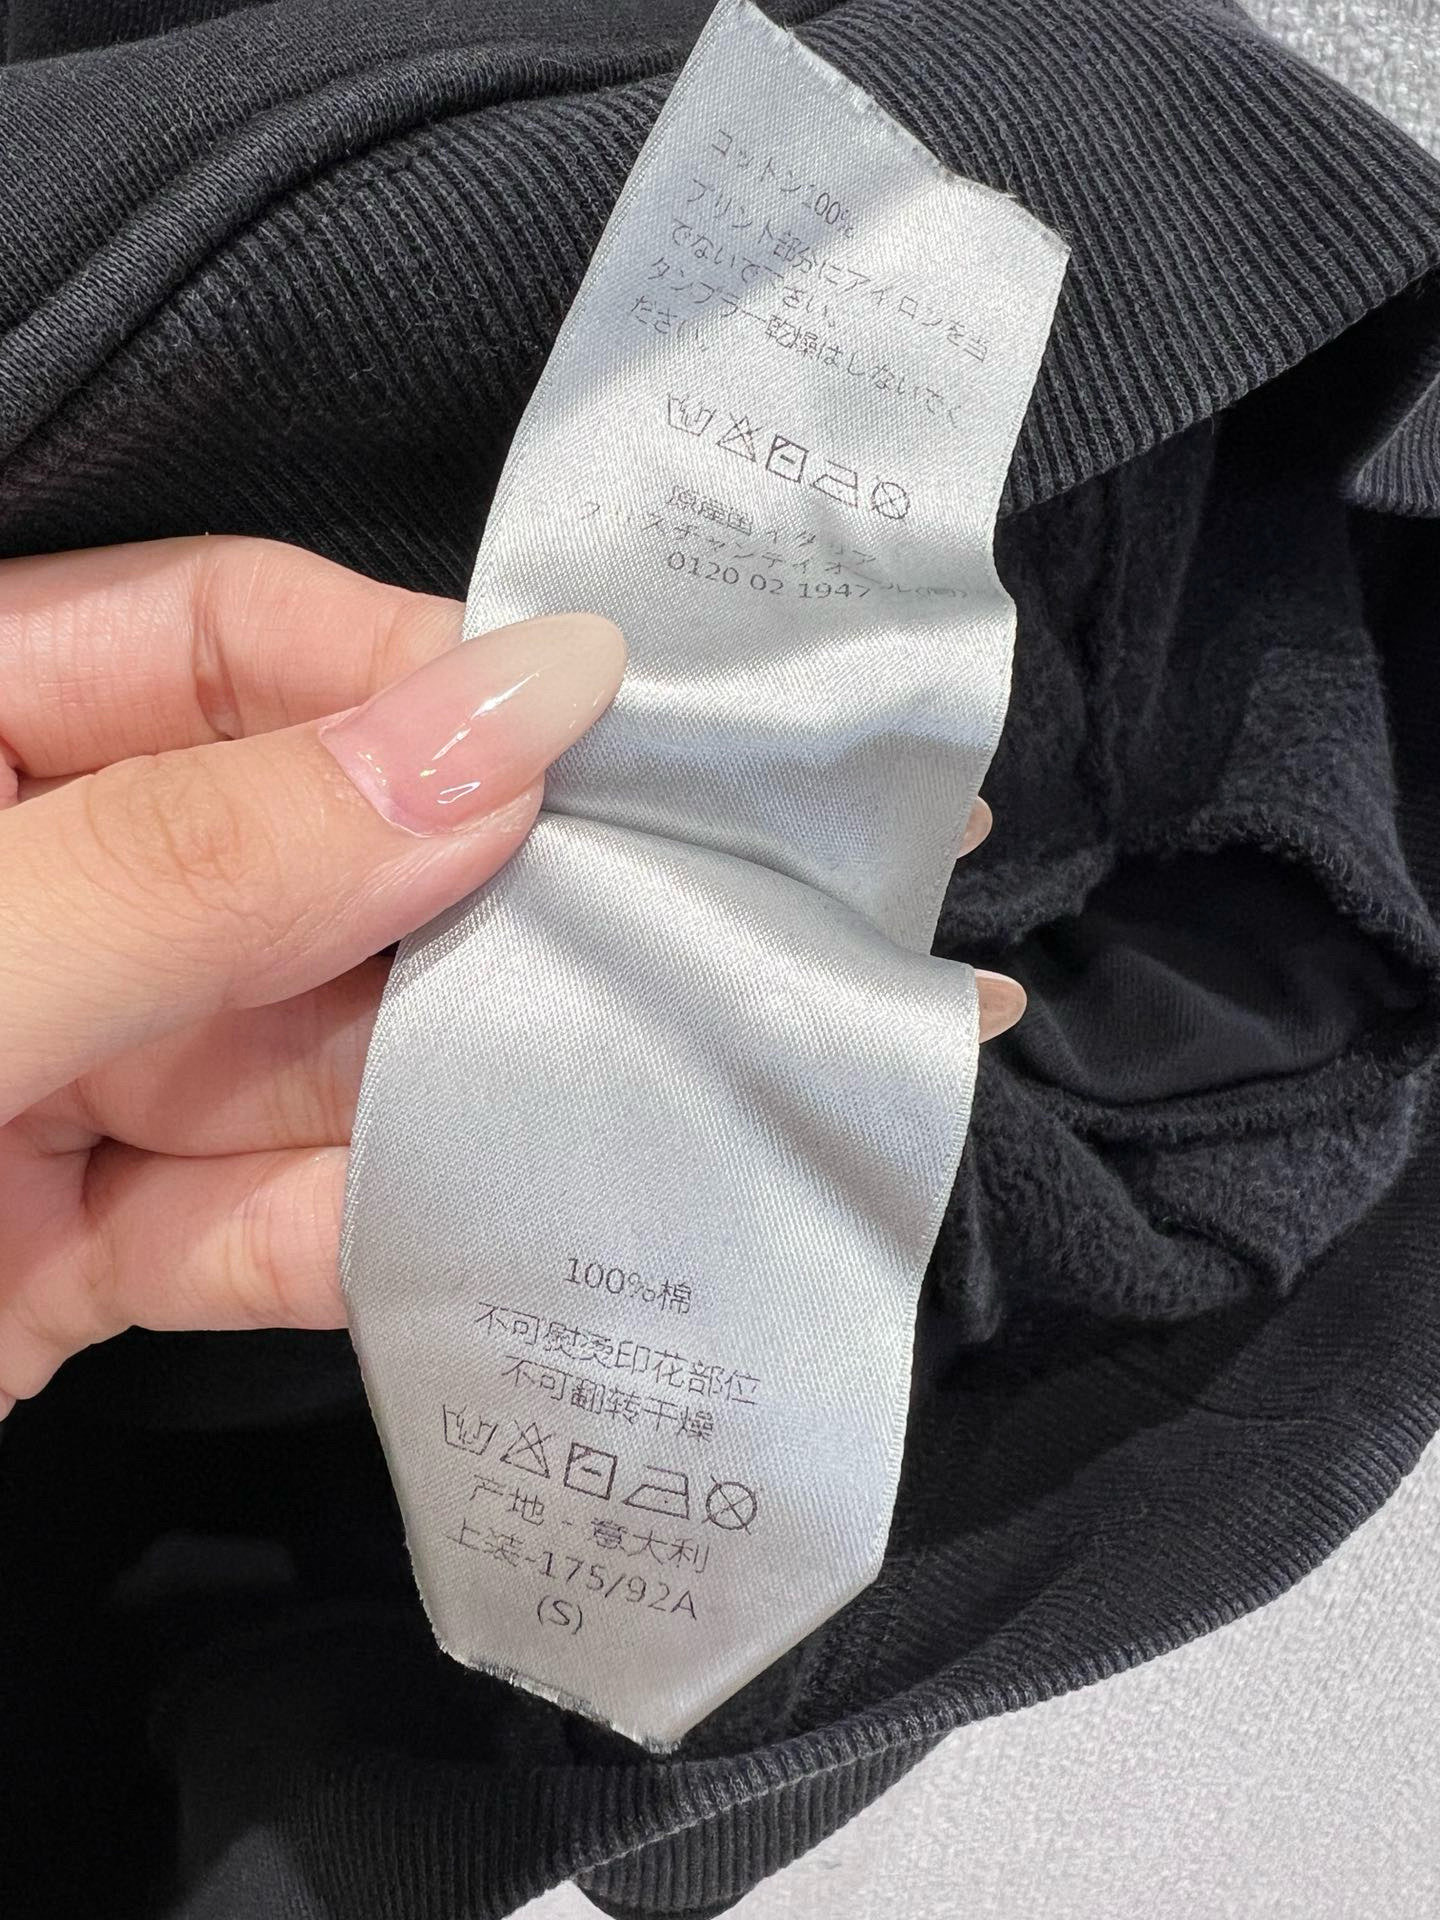 コットン100%
プリント部分にアイロンを当
てないで下さい。
タンブラー乾燥はしないでく
ださい
原産国 イタリア
クリスチャンディオール
0120 02 1947
100%棉
不可熨烫印花部位
不可翻转干燥
产地 - 意大利
上装-175/92A
(S)